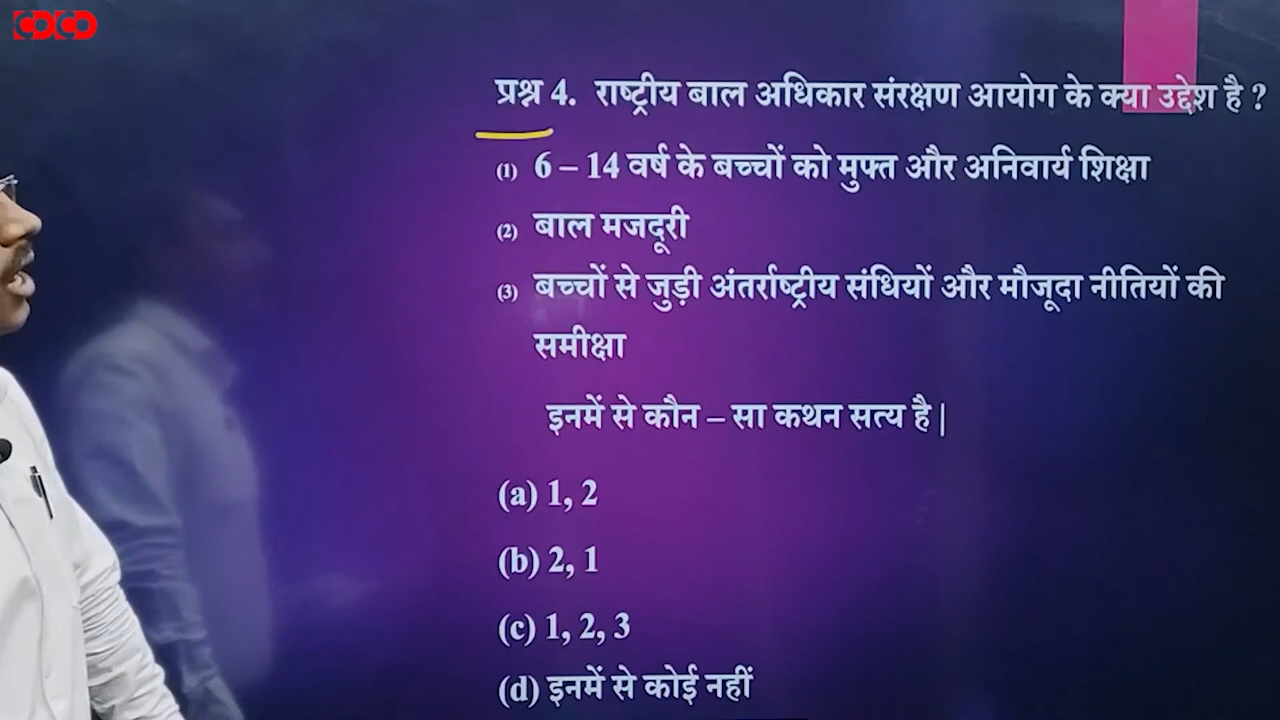 COCO
प्रश्न 4. राष्ट्रीय बाल अधिकार संरक्षण आयोग के क्या उद्देश है ?
(1) 6 – 14 वर्ष के बच्चों को मुफ्त और अनिवार्य शिक्षा
(2) बाल मजदूरी
(3) बच्चों से जुड़ी अंतर्राष्ट्रीय संधियों और मौजूदा नीतियों की
समीक्षा
इनमें से कौन – सा कथन सत्य है |
(a) 1, 2
(b) 2, 1
(c) 1, 2, 3
(d) इनमें से कोई नहीं